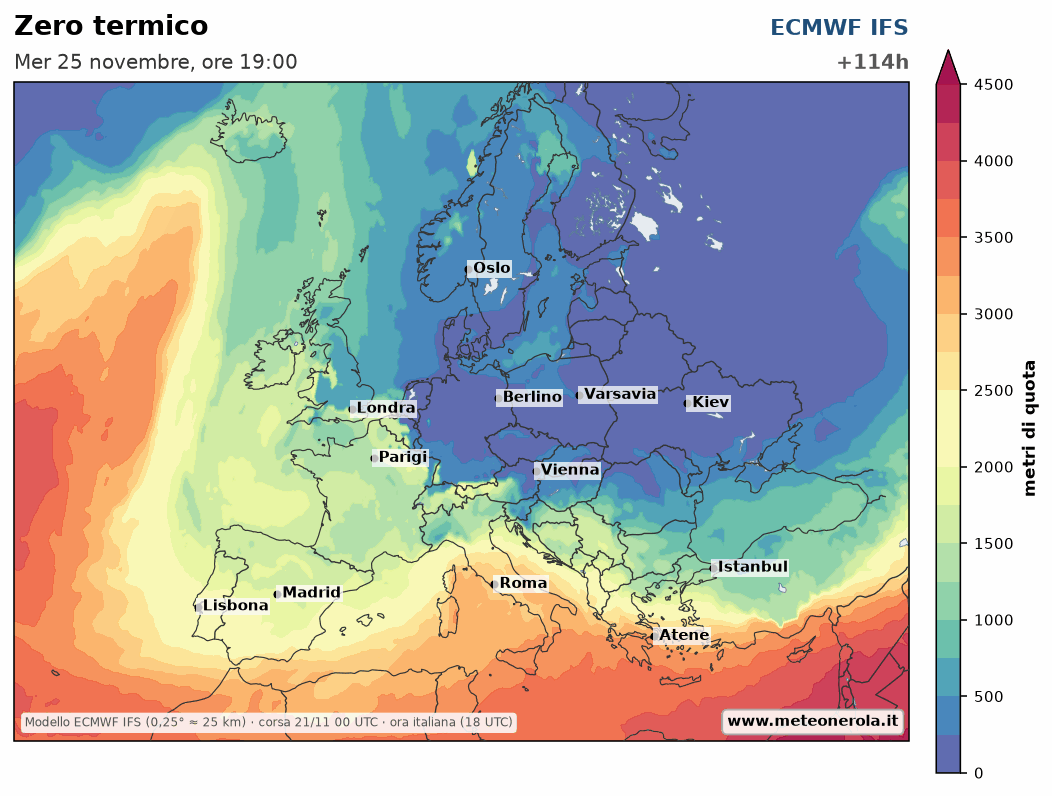 Zero termico
ECMWF IFS
Mer 25 novembre, ore 19:00
+114h
4500
4000
3500
3000
2500
2000
1500
1000
500
0
metri di quota
Oslo
Berlino
Varsavia
Kiev
Londra
Parigi
Vienna
Istanbul
Roma
Madrid
Lisbona
Atene
Modello ECMWF IFS (0,25° ≈ 25 km) · corsa 21/11 00 UTC · ora italiana (18 UTC)
www.meteonerola.it